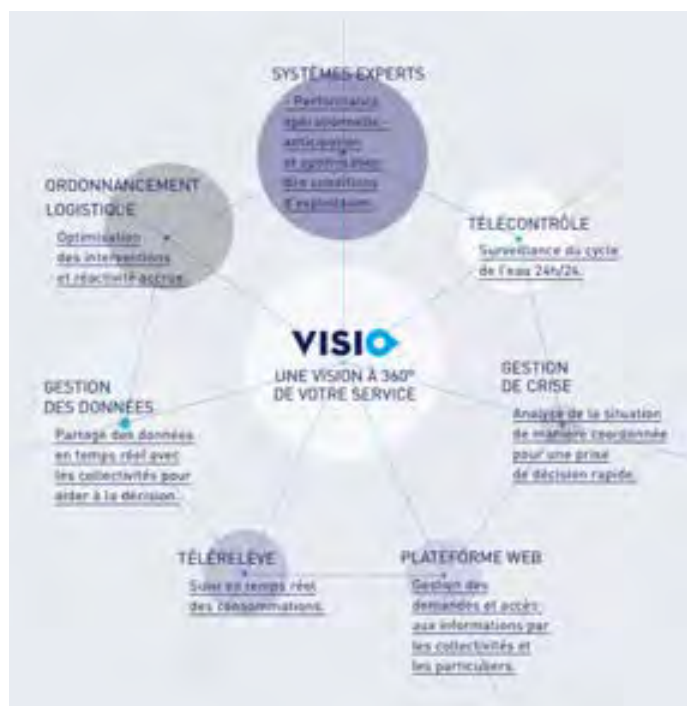 SYSTÈMES EXPERTS
- Performance
opérationnelle -
anticipation
et optimisation
des conditions
d'exploitation.
ORDONNANCEMENT
LOGISTIQUE
Optimisation
des interventions
et réactivité accrue.
TÉLÉCONTRÔLE
Surveillance du cycle
de l'eau 24h/24.
VISIO
UNE VISION À 360°
DE VOTRE SERVICE
GESTION
DE CRISE
Analyse de la situation
de manière coordonnée
pour une prise
de décision rapide.
GESTION
DES DONNÉES
Partage des données
en temps réel avec
les collectivités pour
aider à la décision.
TÉLÉRELÈVE
Suivi en temps réel
des consommations.
PLATEFORME WEB
Gestion des
demandes et accès
aux informations par
les collectivités et
les particuliers.